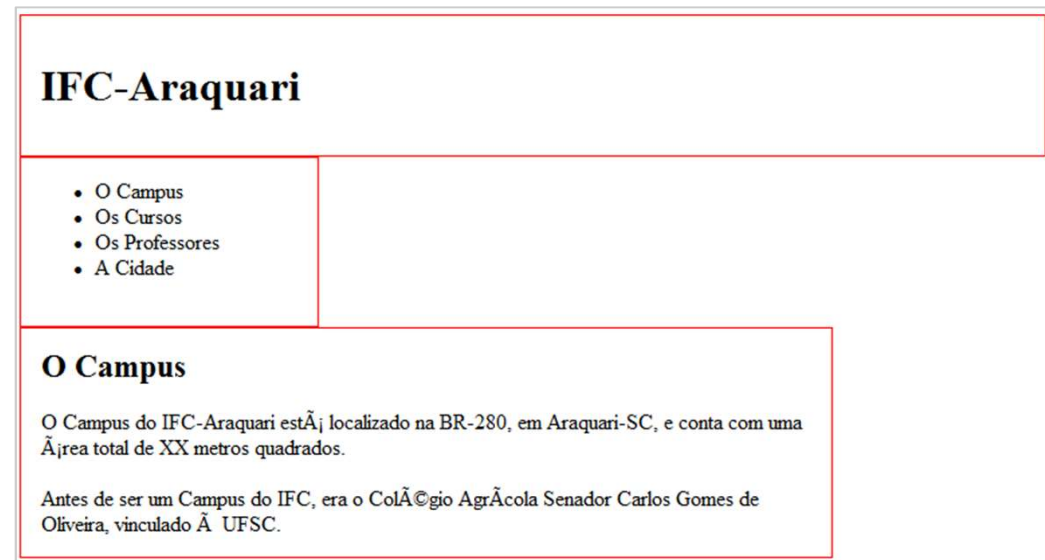 IFC-Araquari
• O Campus
• Os Cursos
• Os Professores
• A Cidade
O Campus
O Campus do IFC-Araquari estÃ¡ localizado na BR-280, em Araquari-SC, e conta com uma
Ã¡rea total de XX metros quadrados.
Antes de ser um Campus do IFC, era o ColÃ©gio AgrÃcola Senador Carlos Gomes de
Oliveira, vinculado Ã  UFSC.